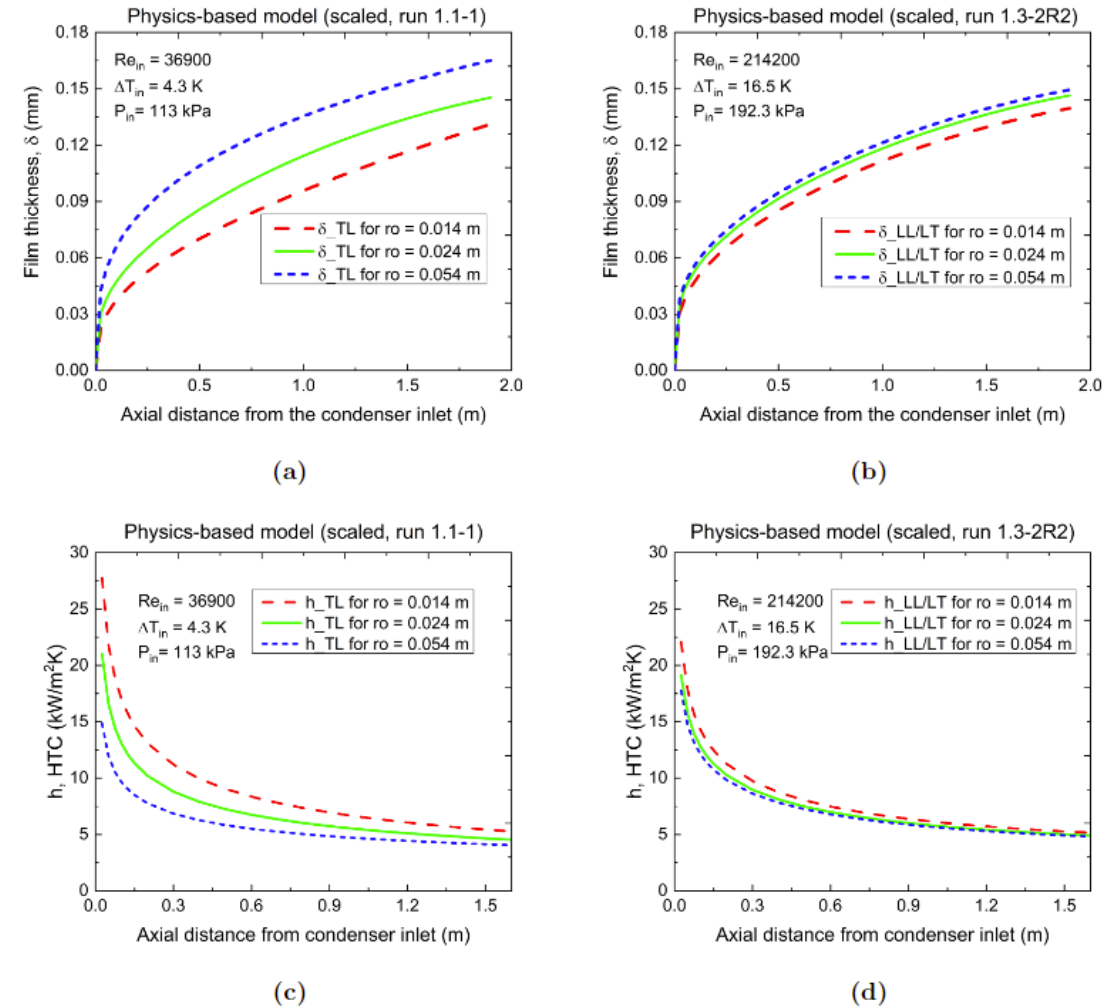 Physics-based model (scaled, run 1.1-1)
0.18
0.15
0.12
0.09
0.06
0.03
0.00
Film thickness, δ (mm)
Re_in = 36900
ΔT_in = 4.3 K
P_in= 113 kPa
δ_TL for ro = 0.014 m
δ_TL for ro = 0.024 m
δ_TL for ro = 0.054 m
0.0 0.5 1.0 1.5 2.0
Axial distance from the condenser inlet (m)
(a)
Physics-based model (scaled, run 1.3-2R2)
0.18
0.15
0.12
0.09
0.06
0.03
0.00
Film thickness, δ (mm)
Re_in = 214200
ΔT_in = 16.5 K
P_in= 192.3 kPa
δ_LL/LT for ro = 0.014 m
δ_LL/LT for ro = 0.024 m
δ_LL/LT for ro = 0.054 m
0.0 0.5 1.0 1.5 2.0
Axial distance from the condenser inlet (m)
(b)
Physics-based model (scaled, run 1.1-1)
30
25
20
15
10
5
0
h, HTC (kW/m²K)
Re_in = 36900
ΔT_in = 4.3 K
P_in= 113 kPa
h_TL for ro = 0.014 m
h_TL for ro = 0.024 m
h_TL for ro = 0.054 m
0.0 0.3 0.6 0.9 1.2 1.5
Axial distance from condenser inlet (m)
(c)
Physics-based model (scaled, run 1.3-2R2)
30
25
20
15
10
5
0
h, HTC (kW/m²K)
Re_in = 214200
ΔT_in = 16.5 K
P_in= 192.3 kPa
h_LL/LT for ro = 0.014 m
h_LL/LT for ro = 0.024 m
h_LL/LT for ro = 0.054 m
0.0 0.3 0.6 0.9 1.2 1.5
Axial distance from condenser inlet (m)
(d)